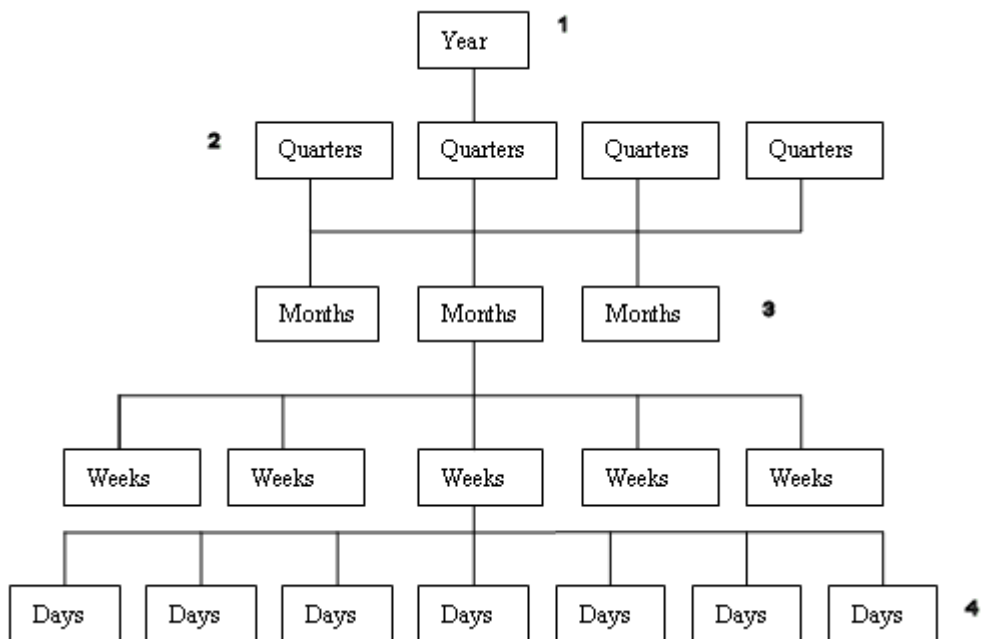 Year 1
2 Quarters Quarters Quarters Quarters
Months Months Months 3
Weeks Weeks Weeks Weeks Weeks
Days Days Days Days Days Days Days 4